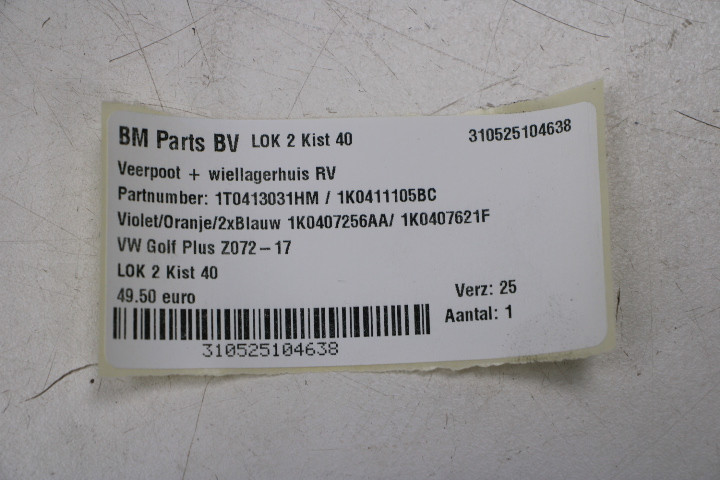 BM Parts BV LOK 2 Kist 40 310525104638
Veerpoot + wiellagerhuis RV
Partnumber: 1T0413031HM / 1K0411105BC
Violet/Oranje/2xBlauw 1K0407256AA/ 1K0407621F
VW Golf Plus Z072-17
LOK 2 Kist 40
49.50 euro Verz: 25
Aantal: 1
310525104638